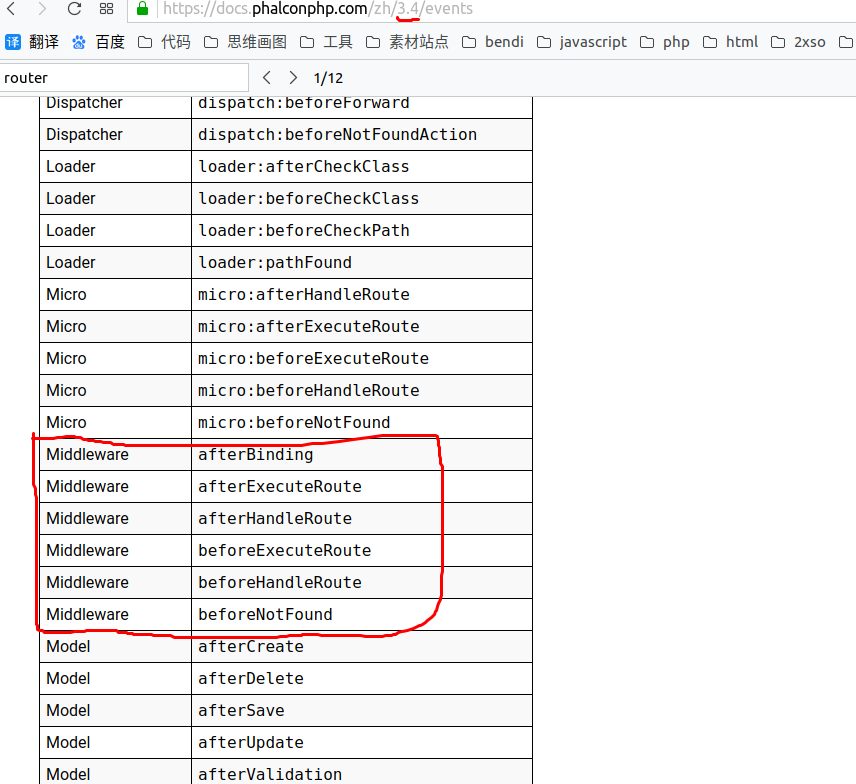 https://docs.phalconphp.com/zh/3.4/events
译 翻译 百度 代码 思维画图 工具 素材站点 bendi javascript php html 2xso
router 1/12
Dispatcher dispatch:beforeForward
Dispatcher dispatch:beforeNotFoundAction
Loader loader:afterCheckClass
Loader loader:beforeCheckClass
Loader loader:beforeCheckPath
Loader loader:pathFound
Micro micro:afterHandleRoute
Micro micro:afterExecuteRoute
Micro micro:beforeExecuteRoute
Micro micro:beforeHandleRoute
Micro micro:beforeNotFound
Middleware afterBinding
Middleware afterExecuteRoute
Middleware afterHandleRoute
Middleware beforeExecuteRoute
Middleware beforeHandleRoute
Middleware beforeNotFound
Model afterCreate
Model afterDelete
Model afterSave
Model afterUpdate
Model afterValidation